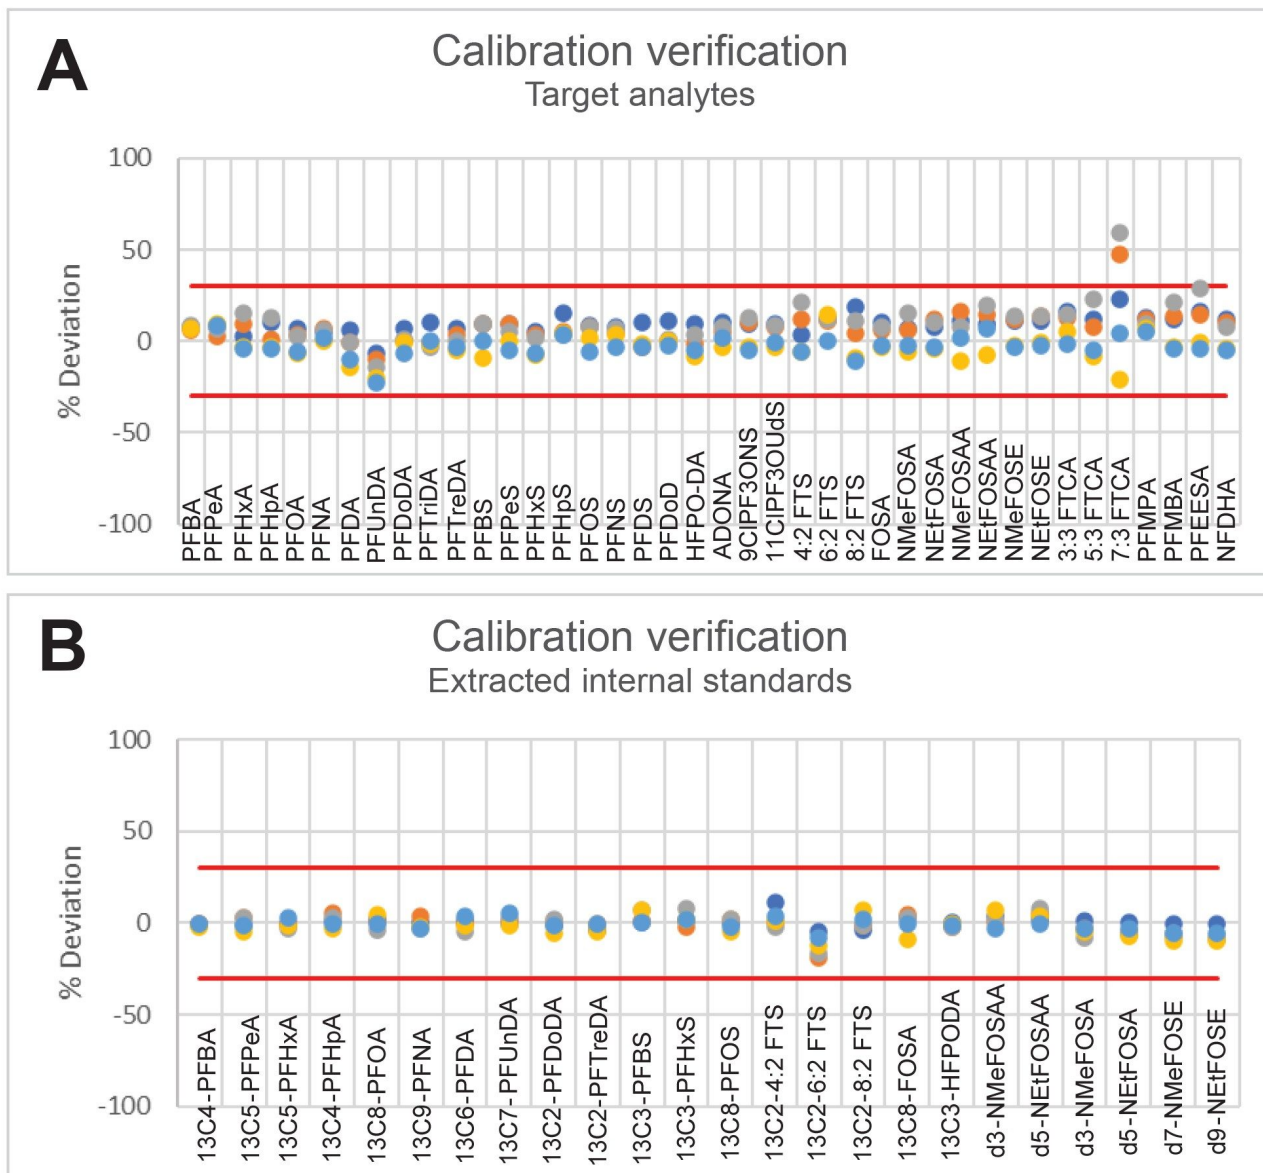 A
Calibration verification
Target analytes
100
50
0
-50
-100
% Deviation
PFBA
PFPeA
PFHxA
PFHpA
PFOA
PFNA
PFDA
PFUnDA
PFDoDA
PFTriDA
PFTreDA
PFBS
PFPeS
PFHxS
PFHpS
PFOS
PFNS
PFDS
PFDoD
HFPO-DA
ADONA
9ClPF3ONS
11ClPF3OUdS
4:2 FTS
6:2 FTS
8:2 FTS
FOSA
NMeFOSA
NEtFOSA
NMeFOSAA
NEtFOSAA
NMeFOSE
NEtFOSE
3:3 FTCA
5:3 FTCA
7:3 FTCA
PFMPA
PFMBA
PFEESA
NFDHA
B
Calibration verification
Extracted internal standards
100
50
0
-50
-100
% Deviation
13C4-PFBA
13C5-PFPeA
13C5-PFHxA
13C4-PFHpA
13C8-PFOA
13C9-PFNA
13C6-PFDA
13C7-PFUnDA
13C2-PFDoDA
13C2-PFTreDA
13C3-PFBS
13C3-PFHxS
13C8-PFOS
13C2-4:2 FTS
13C2-6:2 FTS
13C2-8:2 FTS
13C8-FOSA
13C3-HFPODA
d3-NMeFOSAA
d5-NEtFOSAA
d3-NMeFOSA
d5-NEtFOSA
d7-NMeFOSE
d9-NEtFOSE